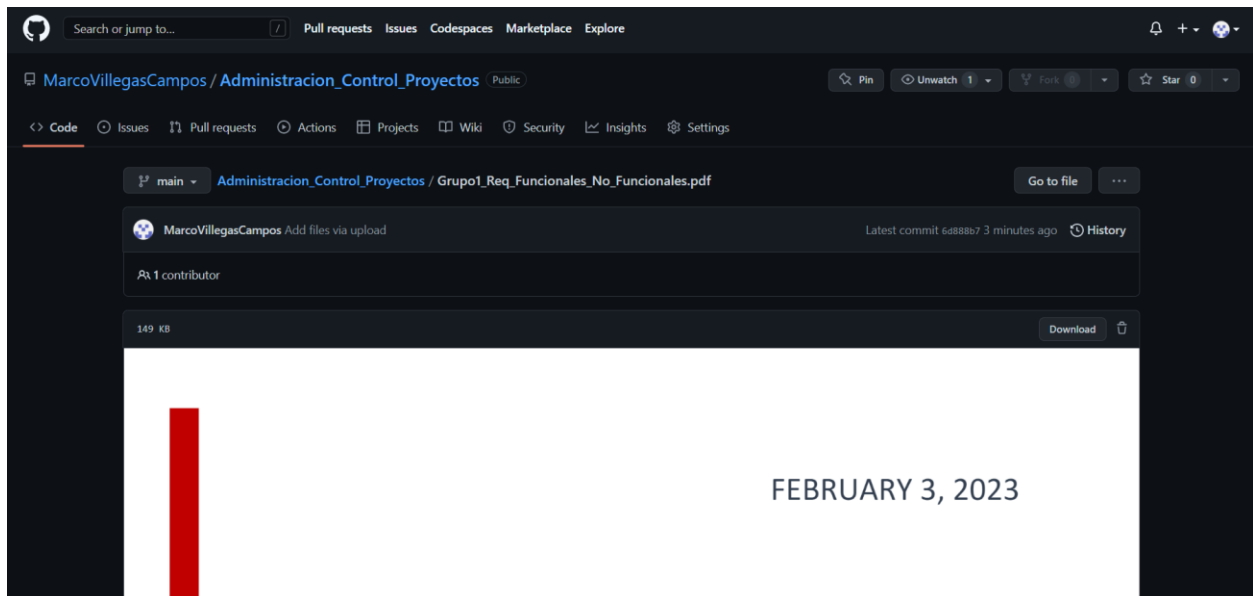 Search or jump to... / Pull requests Issues Codespaces Marketplace Explore
MarcoVillegasCampos / Administracion_Control_Proyectos Public Pin Unwatch 1 Fork 0 Star 0
<> Code Issues Pull requests Actions Projects Wiki Security Insights Settings
main Administracion_Control_Proyectos / Grupo1_Req_Funcionales_No_Funcionales.pdf Go to file ...
MarcoVillegasCampos Add files via upload Latest commit 6d888b7 3 minutes ago History
1 contributor
149 KB Download
FEBRUARY 3, 2023